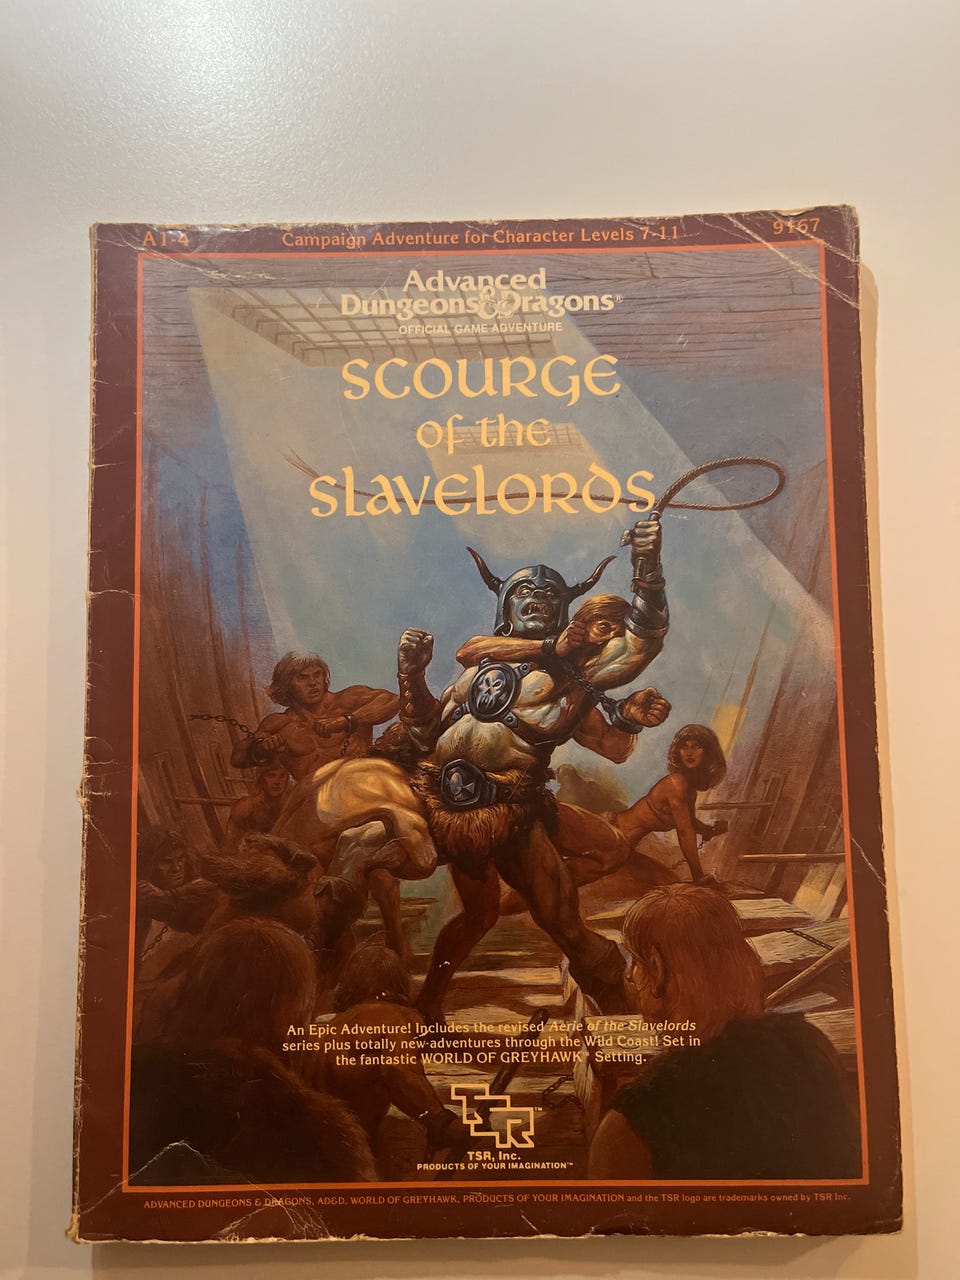 A1-4 Campaign Adventure for Character Levels 7-11 9167
Advanced
Dungeons & Dragons®
OFFICIAL GAME ADVENTURE
SCOURGE
of the
SLAVELORDS
An Epic Adventure! Includes the revised Aerie of the Slavelords
series plus totally new adventures through the Wild Coast! Set in
the fantastic WORLD OF GREYHAWK™ Setting.
TSR™
TSR, Inc.
PRODUCTS OF YOUR IMAGINATION™
ADVANCED DUNGEONS & DRAGONS, AD&D, WORLD OF GREYHAWK, PRODUCTS OF YOUR IMAGINATION and the TSR logo are trademarks owned by TSR Inc.